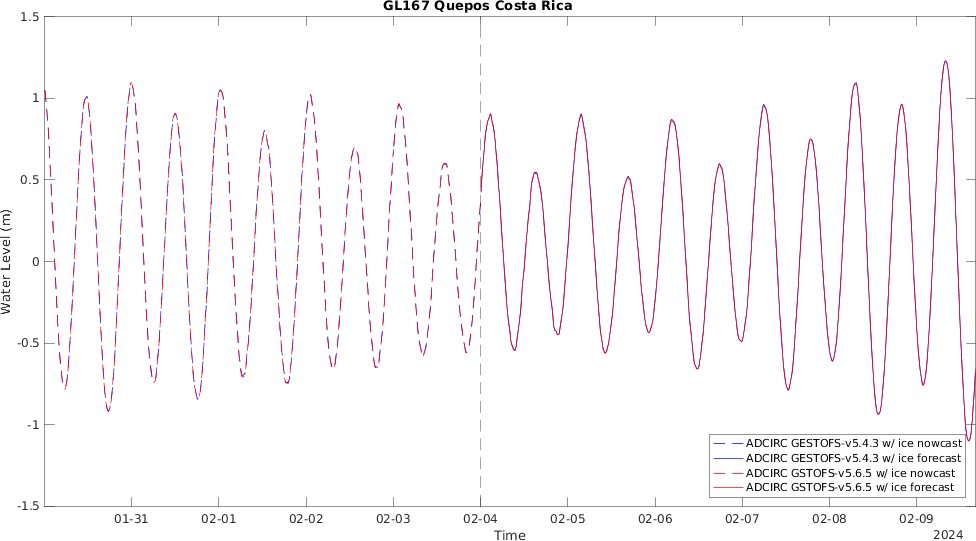 GL167 Quepos Costa Rica
1.5
1
0.5
0
-0.5
-1
-1.5
Water Level (m)
ADCIRC GESTOFS-v5.4.3 w/ ice nowcast
ADCIRC GESTOFS-v5.4.3 w/ ice forecast
ADCIRC GSTOFS-v5.6.5 w/ ice nowcast
ADCIRC GSTOFS-v5.6.5 w/ ice forecast
01-31 02-01 02-02 02-03 02-04 02-05 02-06 02-07 02-08 02-09
Time
2024